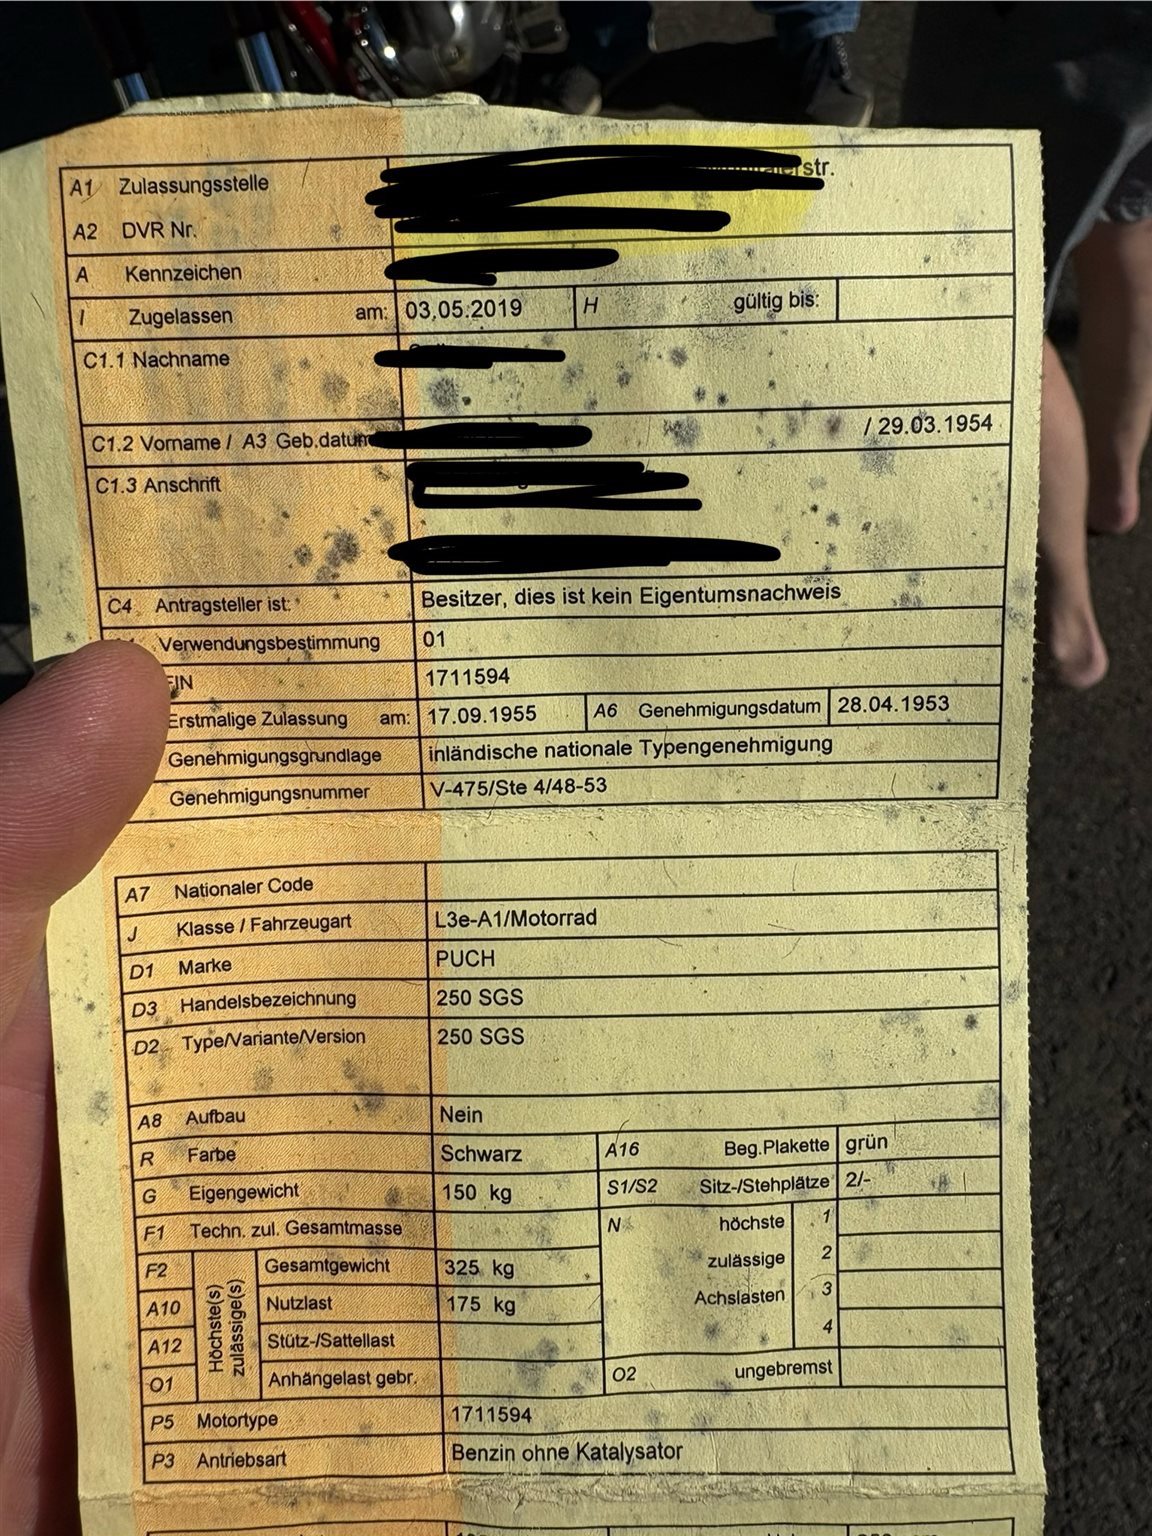 A1 Zulassungsstelle
A2 DVR Nr.
A Kennzeichen
I Zugelassen am: 03,05.2019 H gültig bis:
C1.1 Nachname
C1.2 Vorname / A3 Geb.datum / 29.03.1954
C1.3 Anschrift
C4 Antragsteller ist: Besitzer, dies ist kein Eigentumsnachweis
Verwendungsbestimmung 01
FIN 1711594
Erstmalige Zulassung am: 17.09.1955 A6 Genehmigungsdatum 28.04.1953
Genehmigungsgrundlage inländische nationale Typengenehmigung
Genehmigungsnummer V-475/Ste 4/48-53
A7 Nationaler Code
J Klasse / Fahrzeugart L3e-A1/Motorrad
D1 Marke PUCH
D3 Handelsbezeichnung 250 SGS
D2 Type/Variante/Version 250 SGS
A8 Aufbau Nein
R Farbe Schwarz A16 Beg.Plakette grün
G Eigengewicht 150 kg S1/S2 Sitz-/Stehplätze 2/-
F1 Techn. zul. Gesamtmasse N höchste 1
F2 Höchste(s) zulässige(s) Gesamtgewicht 325 kg zulässige 2
A10 Nutzlast 175 kg Achslasten 3
A12 Stütz-/Sattellast 4
O1 Anhängelast gebr. O2 ungebremst
P5 Motortype 1711594
P3 Antriebsart Benzin ohne Katalysator